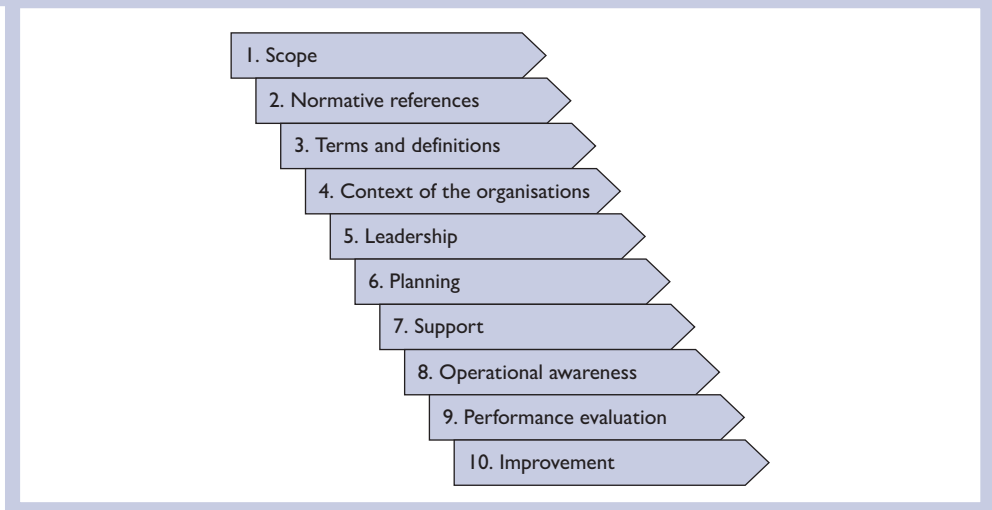 1. Scope
2. Normative references
3. Terms and definitions
4. Context of the organisations
5. Leadership
6. Planning
7. Support
8. Operational awareness
9. Performance evaluation
10. Improvement